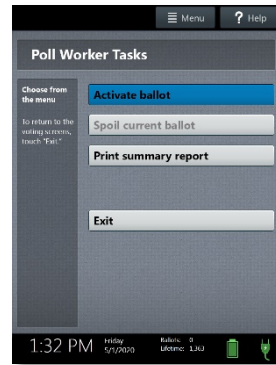 Menu
? Help
Poll Worker Tasks
Choose from
the menu
To return to the
voting screens,
touch "Exit."
Activate ballot
Spoil current ballot
Print summary report
Exit
1:32 PM
Friday
5/1/2020
Ballots: 0
Lifetime: 1,363